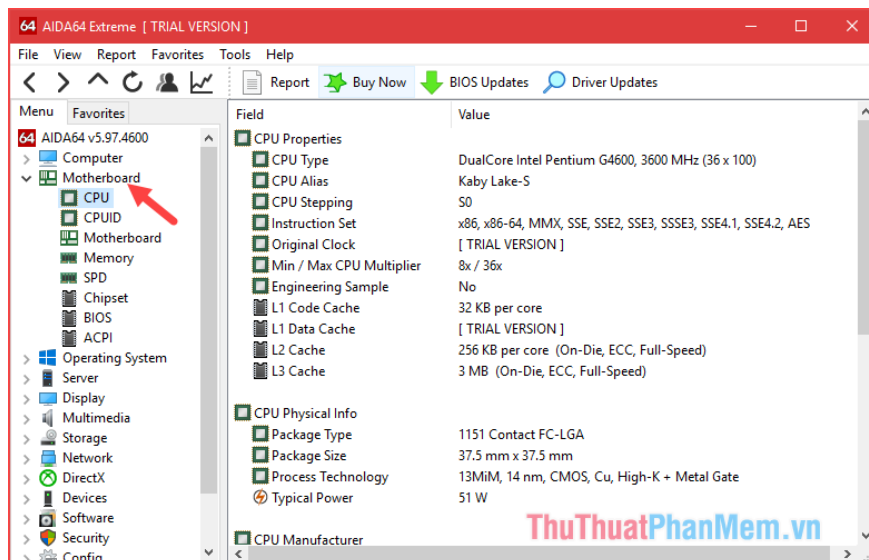 64 AIDA64 Extreme [ TRIAL VERSION ]
File View Report Favorites Tools Help
Report Buy Now BIOS Updates Driver Updates
Menu Favorites
Field Value
64 AIDA64 v5.97.4600
Computer
Motherboard
CPU
CPUID
Motherboard
Memory
SPD
Chipset
BIOS
ACPI
Operating System
Server
Display
Multimedia
Storage
Network
DirectX
Devices
Software
Security
Config
CPU Properties
CPU Type DualCore Intel Pentium G4600, 3600 MHz (36 x 100)
CPU Alias Kaby Lake-S
CPU Stepping S0
Instruction Set x86, x86-64, MMX, SSE, SSE2, SSE3, SSSE3, SSE4.1, SSE4.2, AES
Original Clock [ TRIAL VERSION ]
Min / Max CPU Multiplier 8x / 36x
Engineering Sample No
L1 Code Cache 32 KB per core
L1 Data Cache [ TRIAL VERSION ]
L2 Cache 256 KB per core (On-Die, ECC, Full-Speed)
L3 Cache 3 MB (On-Die, ECC, Full-Speed)
CPU Physical Info
Package Type 1151 Contact FC-LGA
Package Size 37.5 mm x 37.5 mm
Process Technology 13MiM, 14 nm, CMOS, Cu, High-K + Metal Gate
Typical Power 51 W
CPU Manufacturer
ThuThuatPhanMem.vn